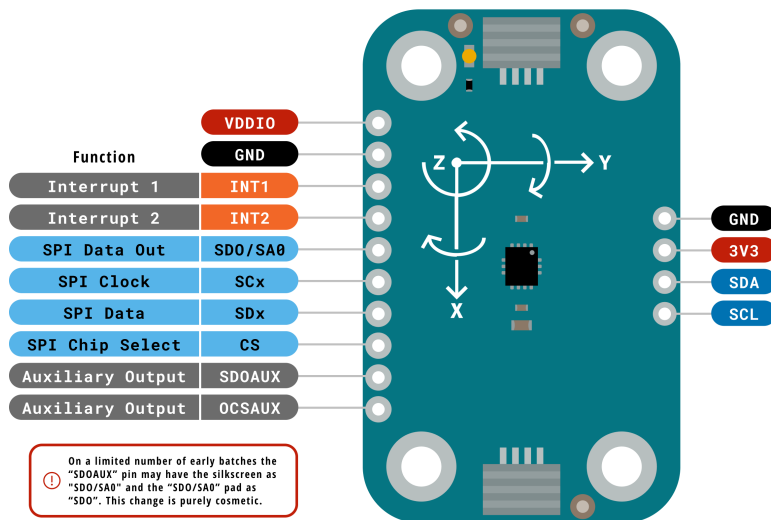 Function
VDDIO
GND
Interrupt 1 INT1
Interrupt 2 INT2
SPI Data Out SDO/SA0
SPI Clock SCx
SPI Data SDx
SPI Chip Select CS
Auxiliary Output SDOAUX
Auxiliary Output OCSAUX
Z
Y
X
GND
3V3
SDA
SCL
! On a limited number of early batches the
“SDOAUX” pin may have the silkscreen as
"SDO/SA0" and the “SDO/SA0” pad as
“SDO”. This change is purely cosmetic.